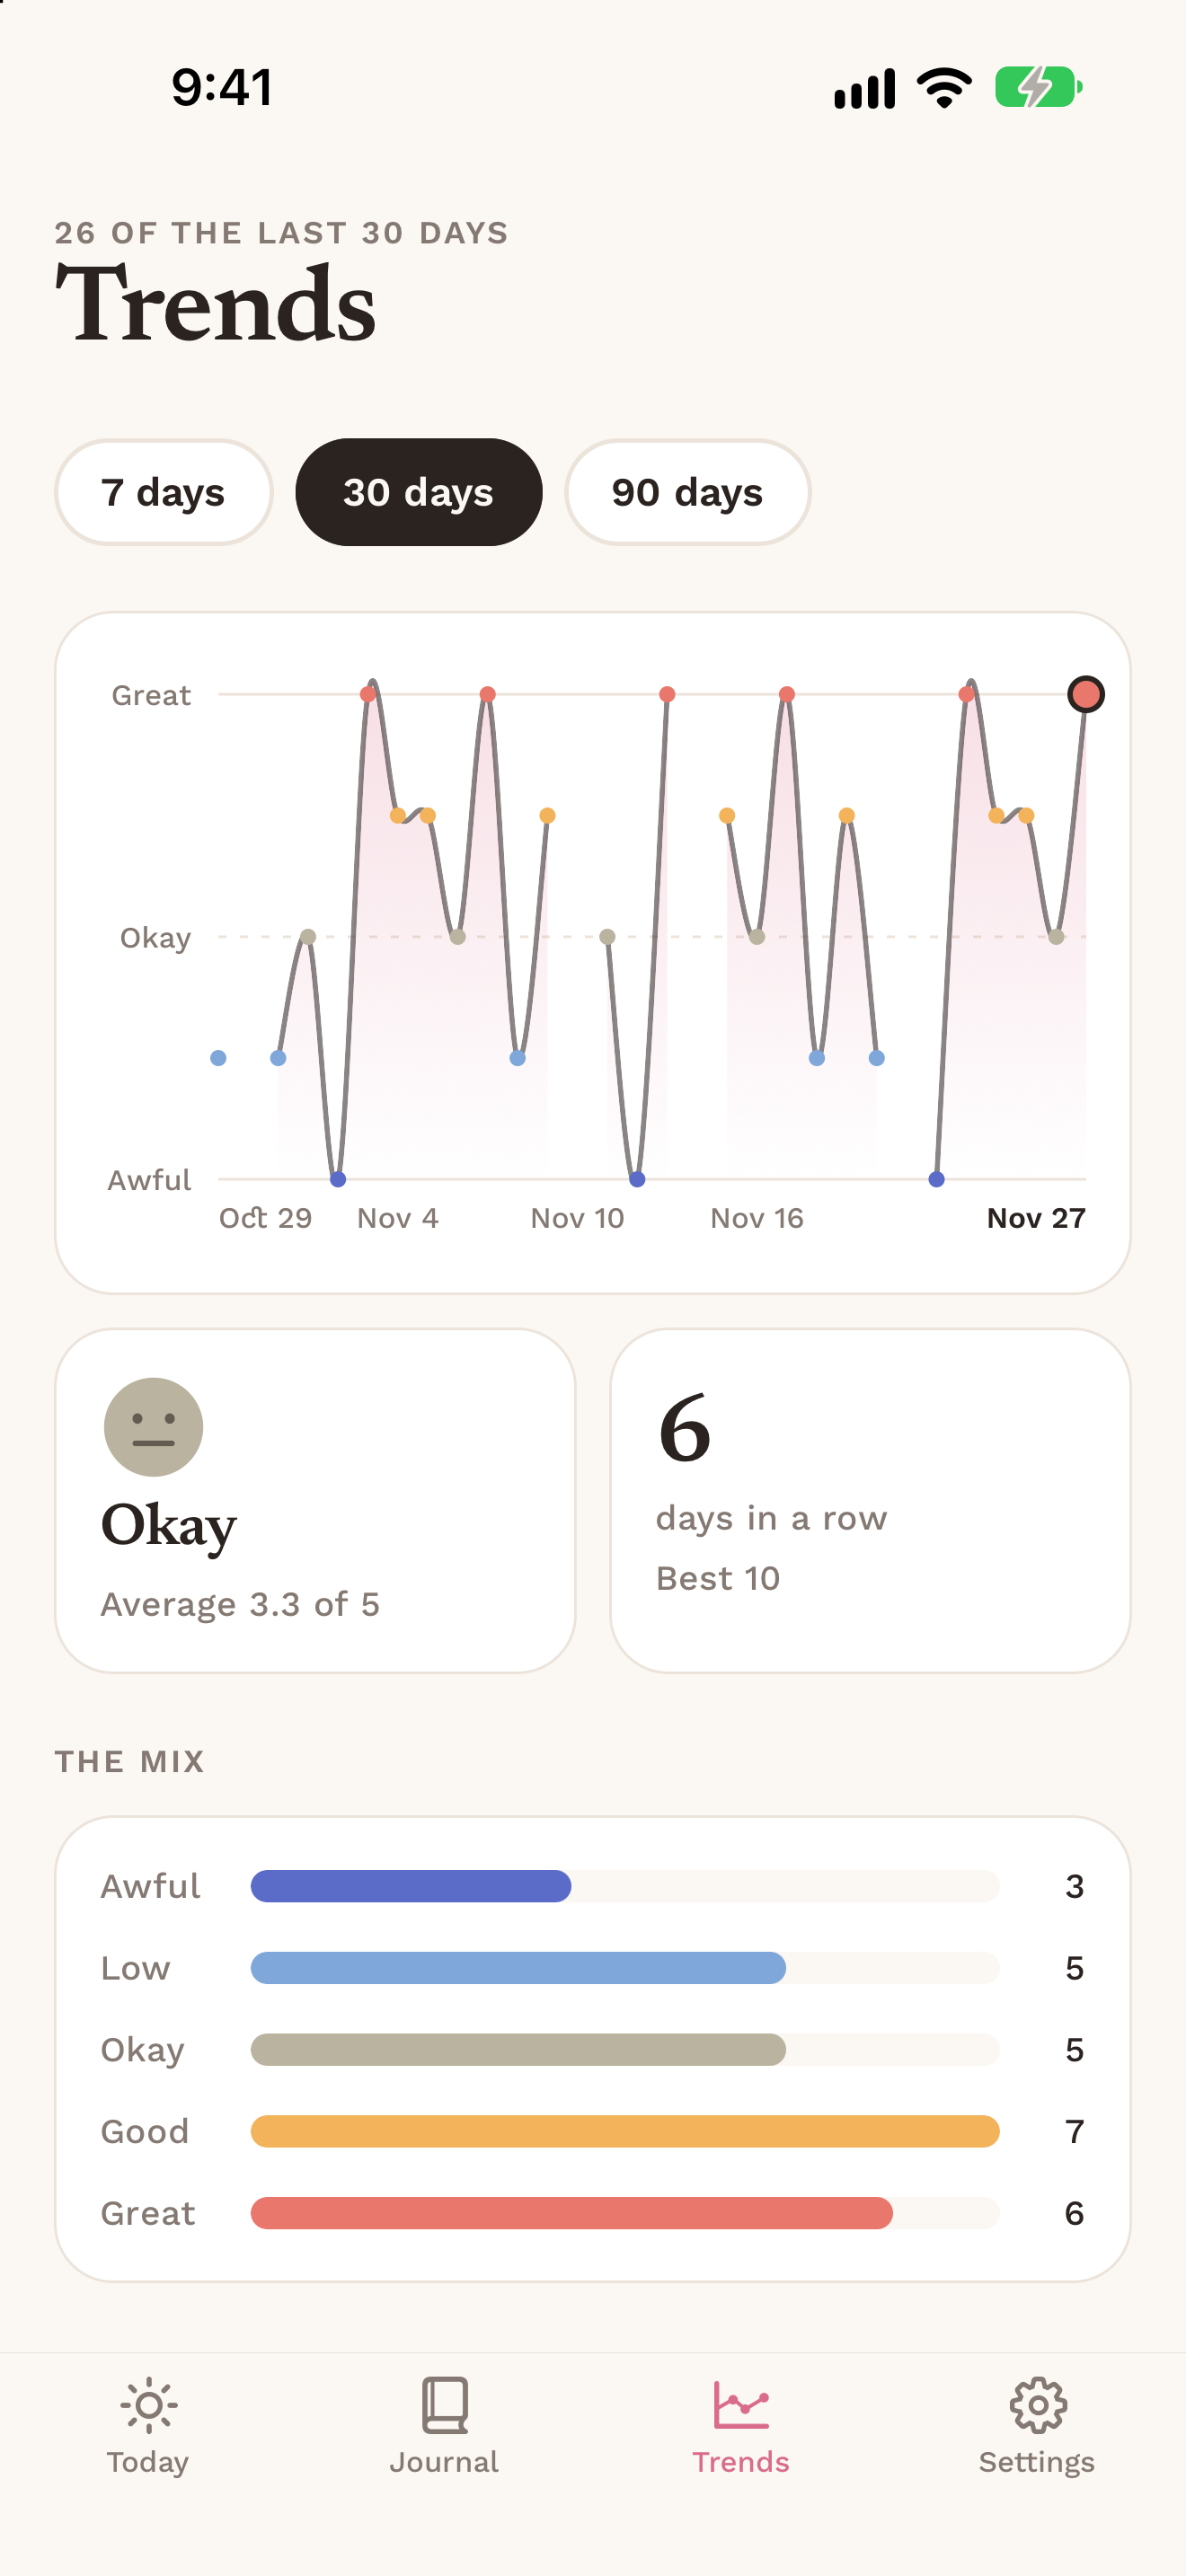 9:41
26 OF THE LAST 30 DAYS
Trends
7 days
30 days
90 days
Great
Okay
Awful
Oct 29
Nov 4
Nov 10
Nov 16
Nov 27
Okay
Average 3.3 of 5
6
days in a row
Best 10
THE MIX
Awful 3
Low 5
Okay 5
Good 7
Great 6
Today
Journal
Trends
Settings